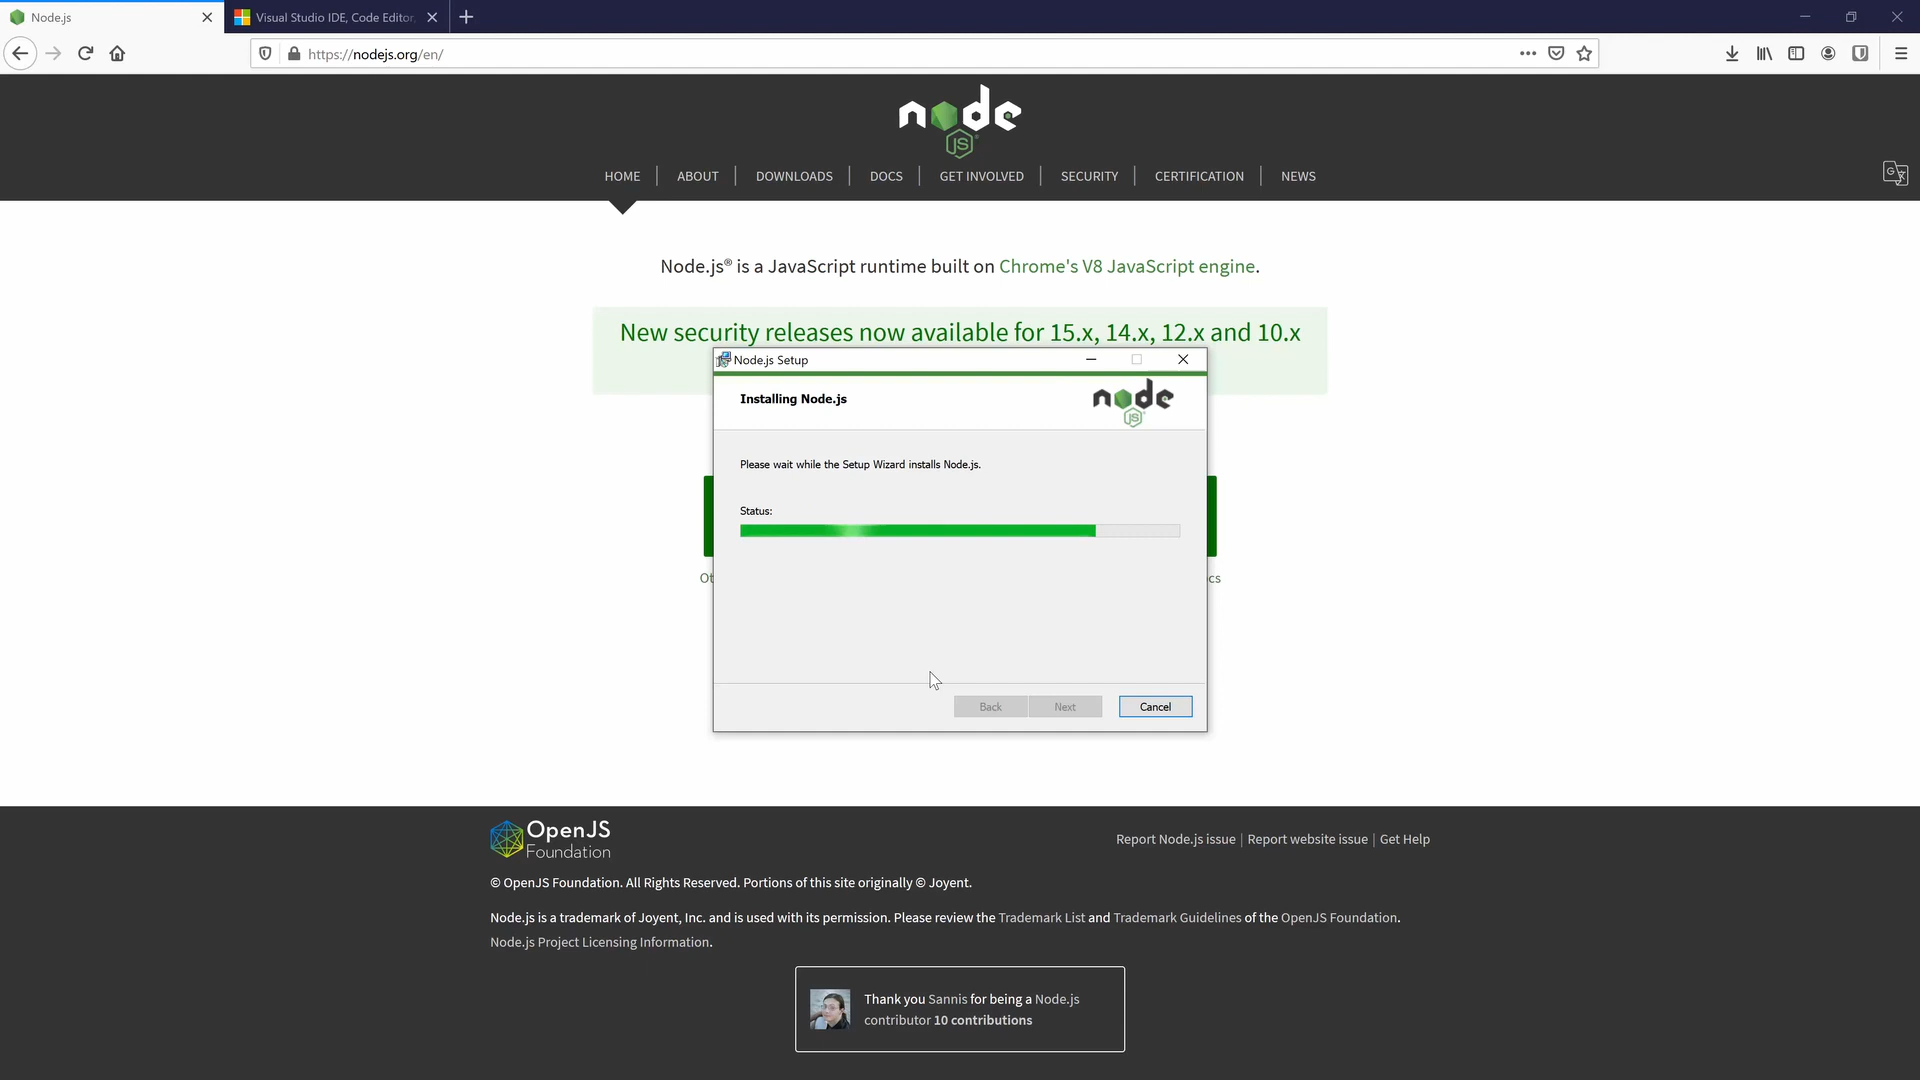 Node.js
Visual Studio IDE, Code Editor,
https://nodejs.org/en/
node
JS
HOME
ABOUT
DOWNLOADS
DOCS
GET INVOLVED
SECURITY
CERTIFICATION
NEWS
Node.js® is a JavaScript runtime built on Chrome's V8 JavaScript engine.
New security releases now available for 15.x, 14.x, 12.x and 10.x
Node.js Setup
Installing Node.js
node
JS
Please wait while the Setup Wizard installs Node.js.
Status:
Ot
cs
Back
Next
Cancel
OpenJS
Foundation
Report Node.js issue | Report website issue | Get Help
© OpenJS Foundation. All Rights Reserved. Portions of this site originally © Joyent.
Node.js is a trademark of Joyent, Inc. and is used with its permission. Please review the Trademark List and Trademark Guidelines of the OpenJS Foundation.
Node.js Project Licensing Information.
Thank you Sannis for being a Node.js
contributor 10 contributions